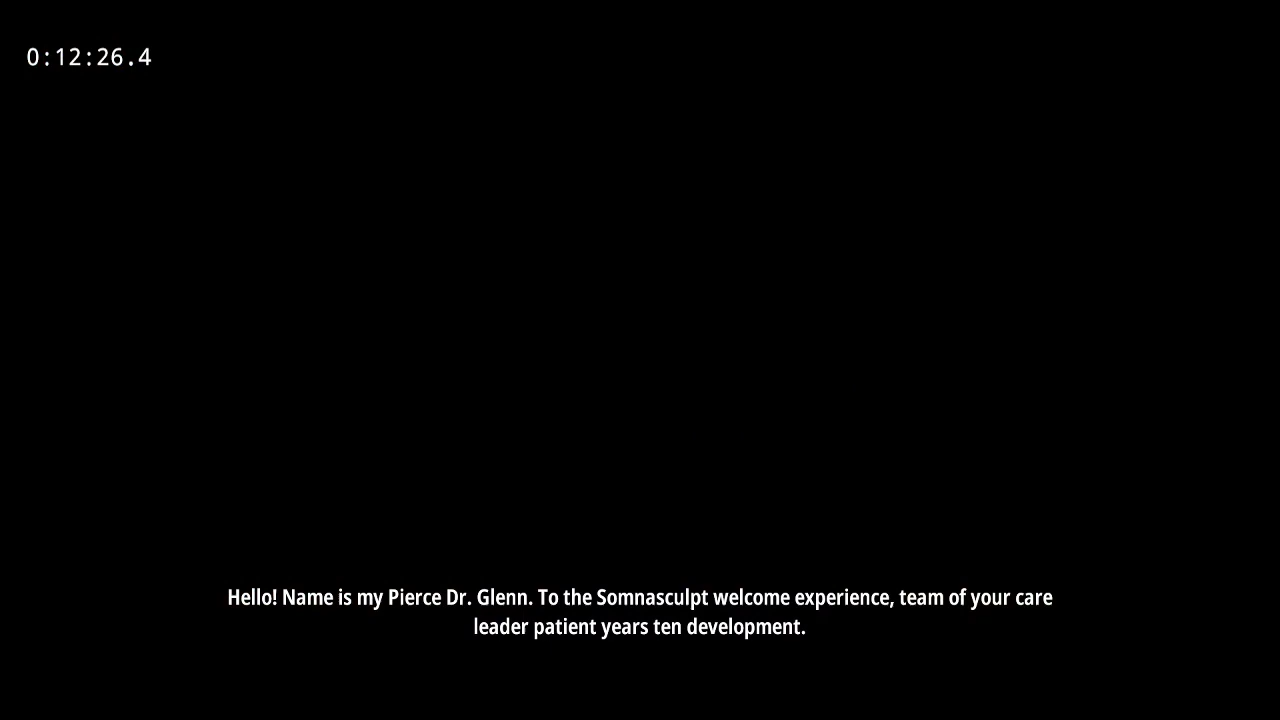 0:12:26.4
Hello! Name is my Pierce Dr. Glenn. To the Somnasculpt welcome experience, team of your care
leader patient years ten development.